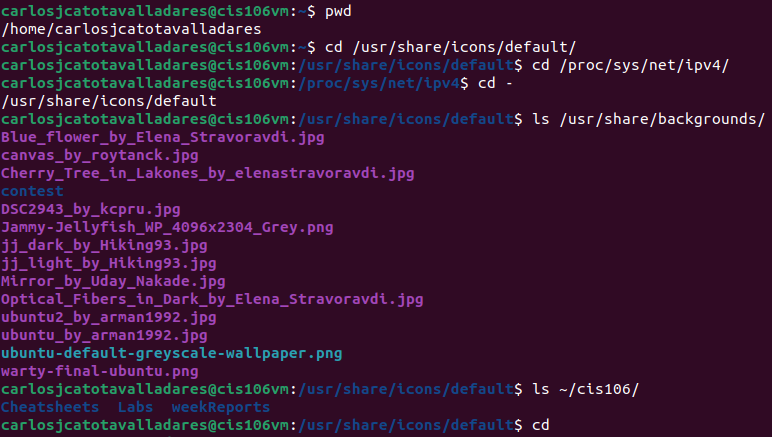 carlosjcatotavalladares@cis106vm:~$ pwd
/home/carlosjcatotavalladares
carlosjcatotavalladares@cis106vm:~$ cd /usr/share/icons/default/
carlosjcatotavalladares@cis106vm:/usr/share/icons/default$ cd /proc/sys/net/ipv4/
carlosjcatotavalladares@cis106vm:/proc/sys/net/ipv4$ cd -
/usr/share/icons/default
carlosjcatotavalladares@cis106vm:/usr/share/icons/default$ ls /usr/share/backgrounds/
Blue_flower_by_Elena_Stravoravdi.jpg
canvas_by_roytanck.jpg
Cherry_Tree_in_Lakones_by_elenastravoravdi.jpg
contest
DSC2943_by_kcpru.jpg
Jammy-Jellyfish_WP_4096x2304_Grey.png
jj_dark_by_Hiking93.jpg
jj_light_by_Hiking93.jpg
Mirror_by_Uday_Nakade.jpg
Optical_Fibers_in_Dark_by_Elena_Stravoravdi.jpg
ubuntu2_by_arman1992.jpg
ubuntu_by_arman1992.jpg
ubuntu-default-greyscale-wallpaper.png
warty-final-ubuntu.png
carlosjcatotavalladares@cis106vm:/usr/share/icons/default$ ls ~/cis106/
Cheatsheets  Labs  weekReports
carlosjcatotavalladares@cis106vm:/usr/share/icons/default$ cd